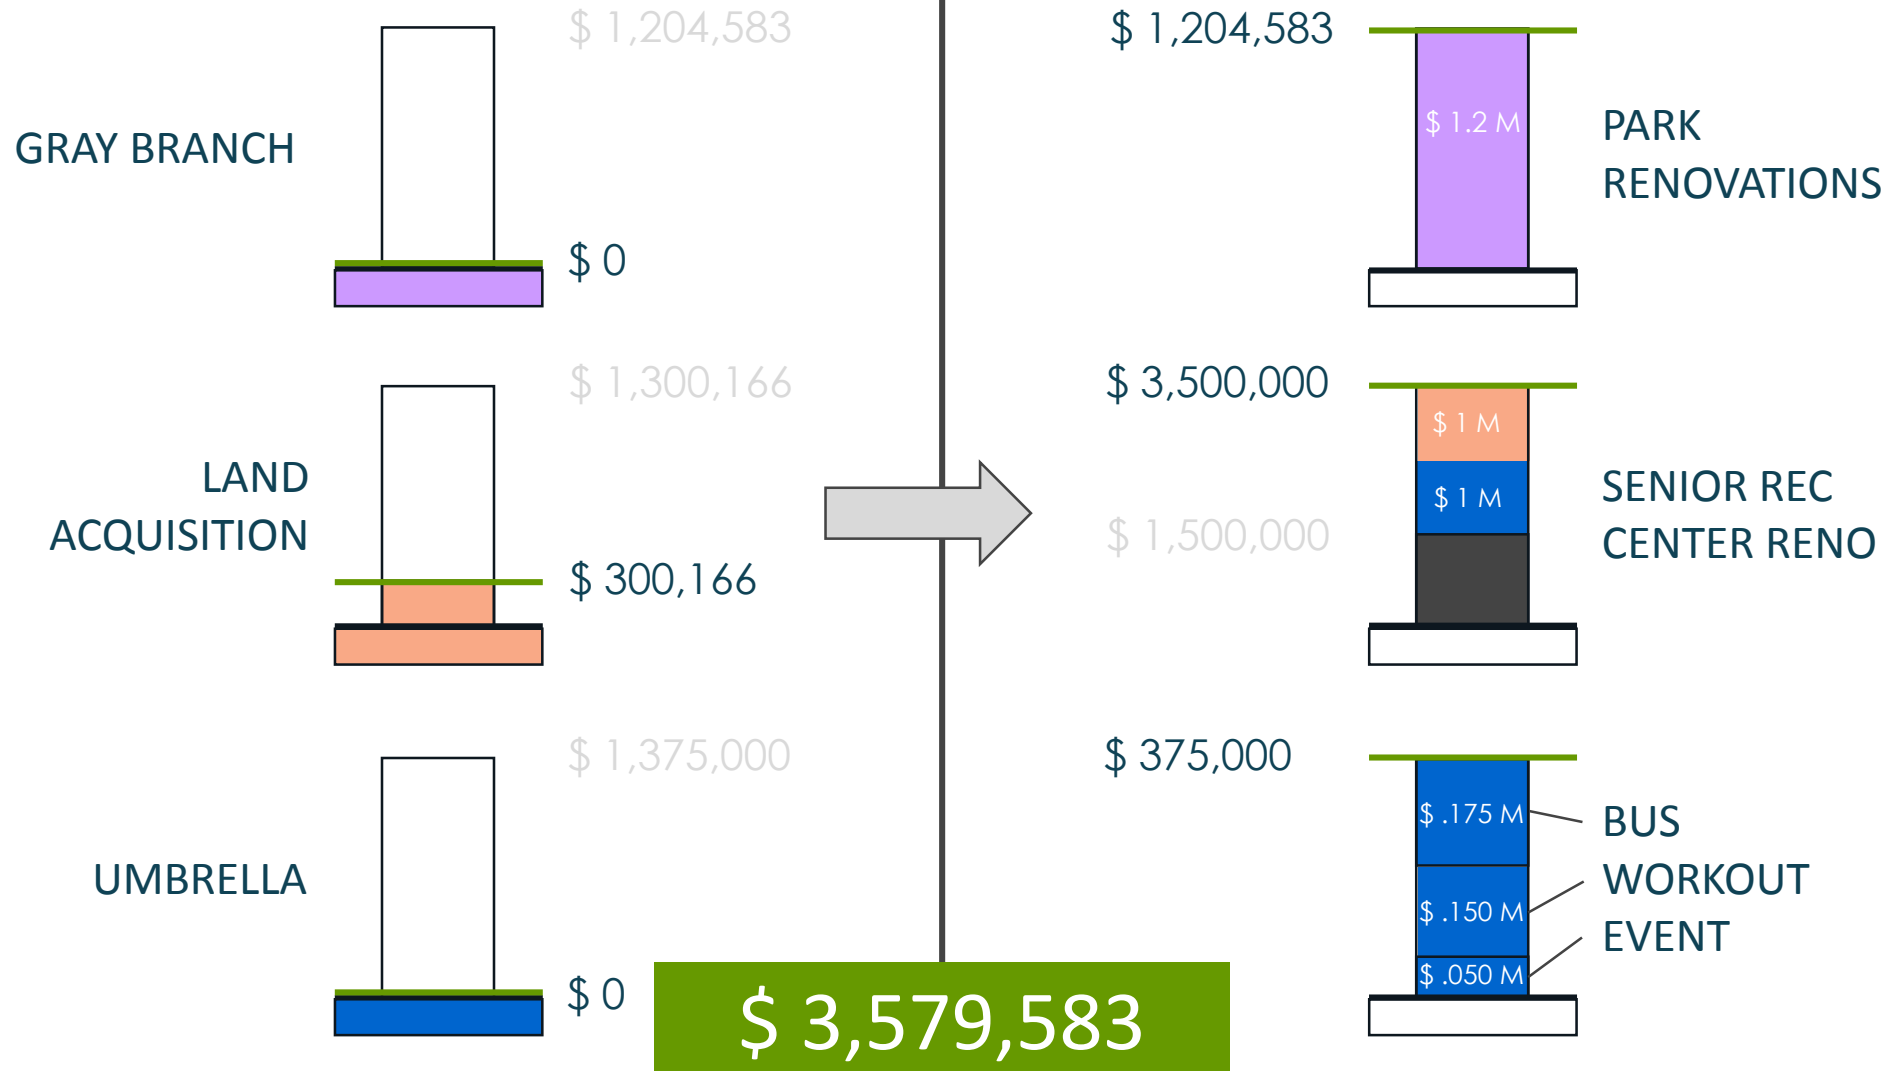 $ 1,204,583
GRAY BRANCH
$ 0
$ 1,300,166
LAND
ACQUISITION
$ 300,166
$ 1,375,000
UMBRELLA
$ 0
$ 1,204,583
$ 1.2 M
PARK
RENOVATIONS
$ 3,500,000
$ 1 M
$ 1 M
$ 1,500,000
SENIOR REC
CENTER RENO
$ 375,000
$ .175 M
BUS
$ .150 M
WORKOUT
$ .050 M
EVENT
$ 3,579,583